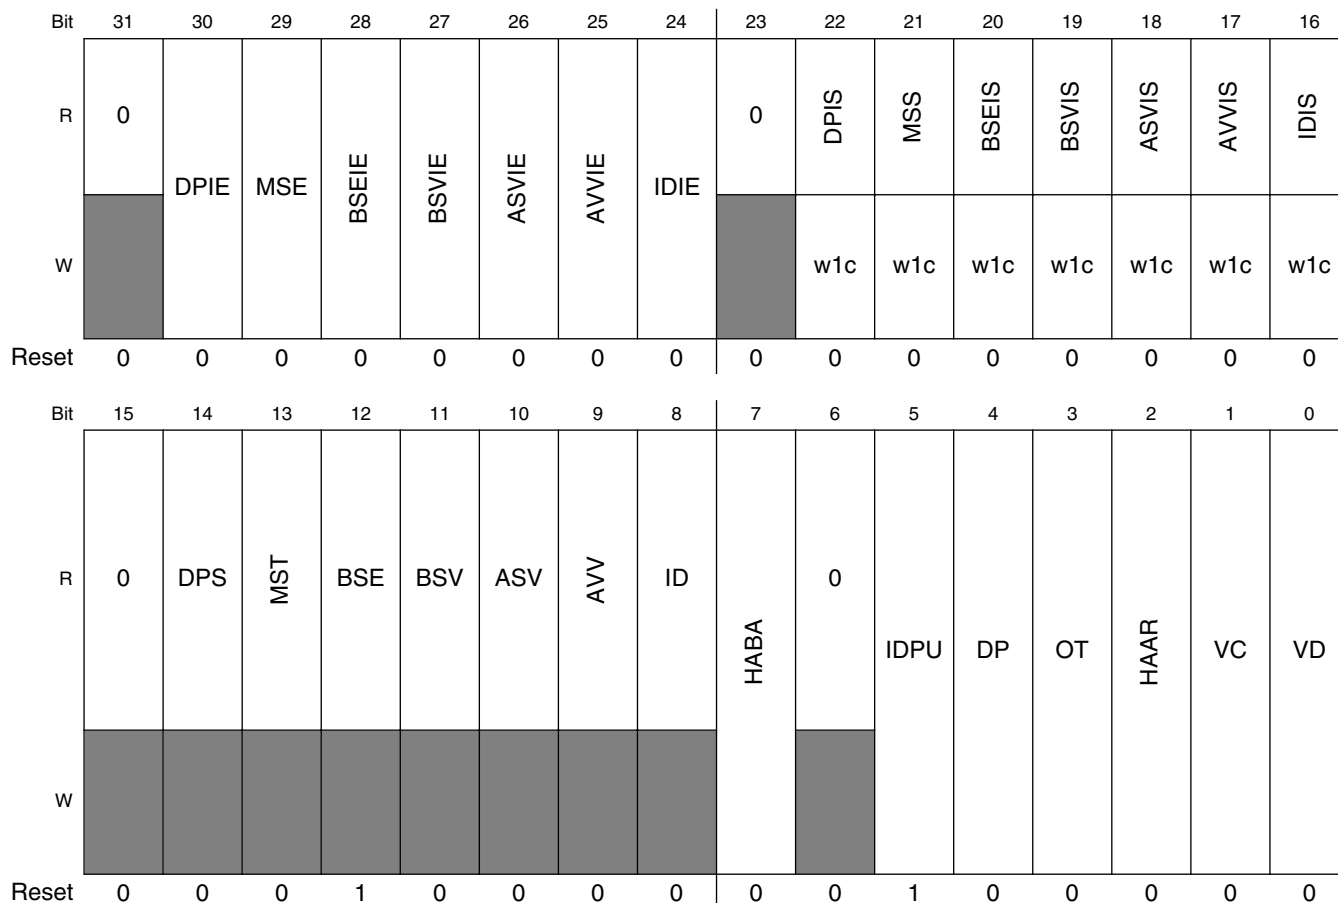 Bit 31 30 29 28 27 26 25 24 23 22 21 20 19 18 17 16
R 0 DPIE MSE BSEIE BSVIE ASVIE AVVIE IDIE 0 DPIS MSS BSEIS BSVIS ASVIS AVVIS IDIS
W w1c w1c w1c w1c w1c w1c w1c
Reset 0 0 0 0 0 0 0 0 0 0 0 0 0 0 0 0
Bit 15 14 13 12 11 10 9 8 7 6 5 4 3 2 1 0
R 0 DPS MST BSE BSV ASV AVV ID HABA 0 IDPU DP OT HAAR VC VD
W
Reset 0 0 0 1 0 0 0 0 0 0 1 0 0 0 0 0